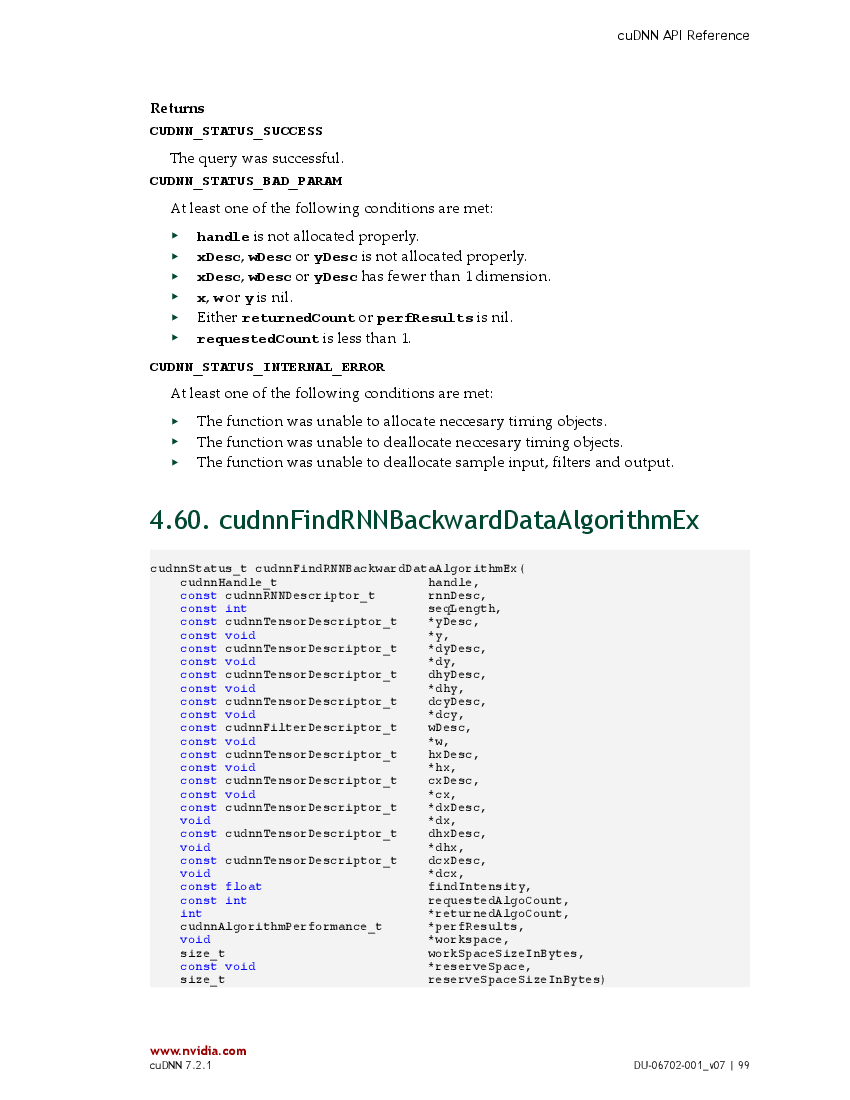 cuDNN API Reference
Returns
CUDNN_STATUS_SUCCESS
The query was successful.
CUDNN_STATUS_BAD_PARAM
At least one of the following conditions are met:
▸ handle is not allocated properly.
▸ xDesc, wDesc or yDesc is not allocated properly.
▸ xDesc, wDesc or yDesc has fewer than 1 dimension.
▸ x, w or y is nil.
▸ Either returnedCount or perfResults is nil.
▸ requestedCount is less than 1.
CUDNN_STATUS_INTERNAL_ERROR
At least one of the following conditions are met:
▸ The function was unable to allocate neccesary timing objects.
▸ The function was unable to deallocate neccesary timing objects.
▸ The function was unable to deallocate sample input, filters and output.
4.60. cudnnFindRNNBackwardDataAlgorithmEx
cudnnStatus_t cudnnFindRNNBackwardDataAlgorithmEx(
cudnnHandle_t handle,
const cudnnRNNDescriptor_t rnnDesc,
const int seqLength,
const cudnnTensorDescriptor_t *yDesc,
const void *y,
const cudnnTensorDescriptor_t *dyDesc,
const void *dy,
const cudnnTensorDescriptor_t dhyDesc,
const void *dhy,
const cudnnTensorDescriptor_t dcyDesc,
const void *dcy,
const cudnnFilterDescriptor_t wDesc,
const void *w,
const cudnnTensorDescriptor_t hxDesc,
const void *hx,
const cudnnTensorDescriptor_t cxDesc,
const void *cx,
const cudnnTensorDescriptor_t *dxDesc,
void *dx,
const cudnnTensorDescriptor_t dhxDesc,
void *dhx,
const cudnnTensorDescriptor_t dcxDesc,
void *dcx,
const float findIntensity,
const int requestedAlgoCount,
int *returnedAlgoCount,
cudnnAlgorithmPerformance_t *perfResults,
void *workspace,
size_t workSpaceSizeInBytes,
const void *reserveSpace,
size_t reserveSpaceSizeInBytes)
www.nvidia.com
cuDNN 7.2.1 DU-06702-001_v07 | 99